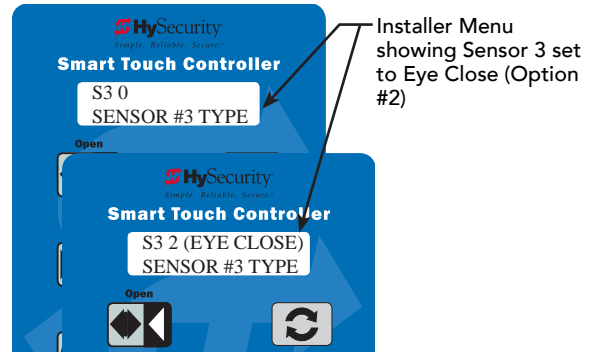 HySecurity
Simple. Reliable. Secure.
Smart Touch Controller
S3 0
SENSOR #3 TYPE
Open
HySecurity
Simple. Reliable. Secure.
Smart Touch Controller
S3 2 (EYE CLOSE)
SENSOR #3 TYPE
Open
Installer Menu
showing Sensor 3 set
to Eye Close (Option
#2)